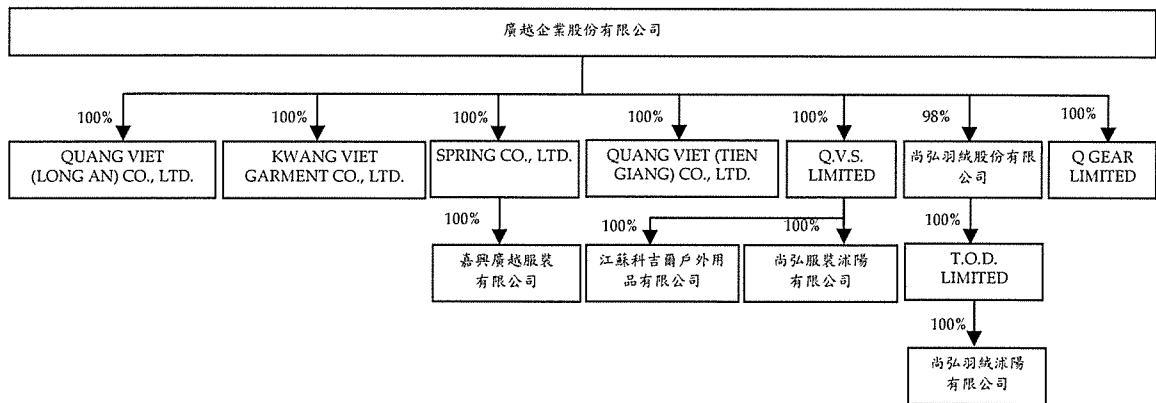 廣越企業股份有限公司
100%
100%
100%
100%
100%
98%
100%
QUANG VIET
(LONG AN) CO., LTD.
KWANG VIET
GARMENT CO., LTD.
SPRING CO., LTD.
QUANG VIET (TIEN
GIANG) CO., LTD.
Q.V.S.
LIMITED
尚弘羽絨股份有限
公司
Q GEAR
LIMITED
100%
100%
100%
100%
嘉興廣越服裝
有限公司
江蘇科吉爾戶外用
品有限公司
尚弘服裝沭陽
有限公司
T.O.D.
LIMITED
100%
尚弘羽絨沭陽
有限公司